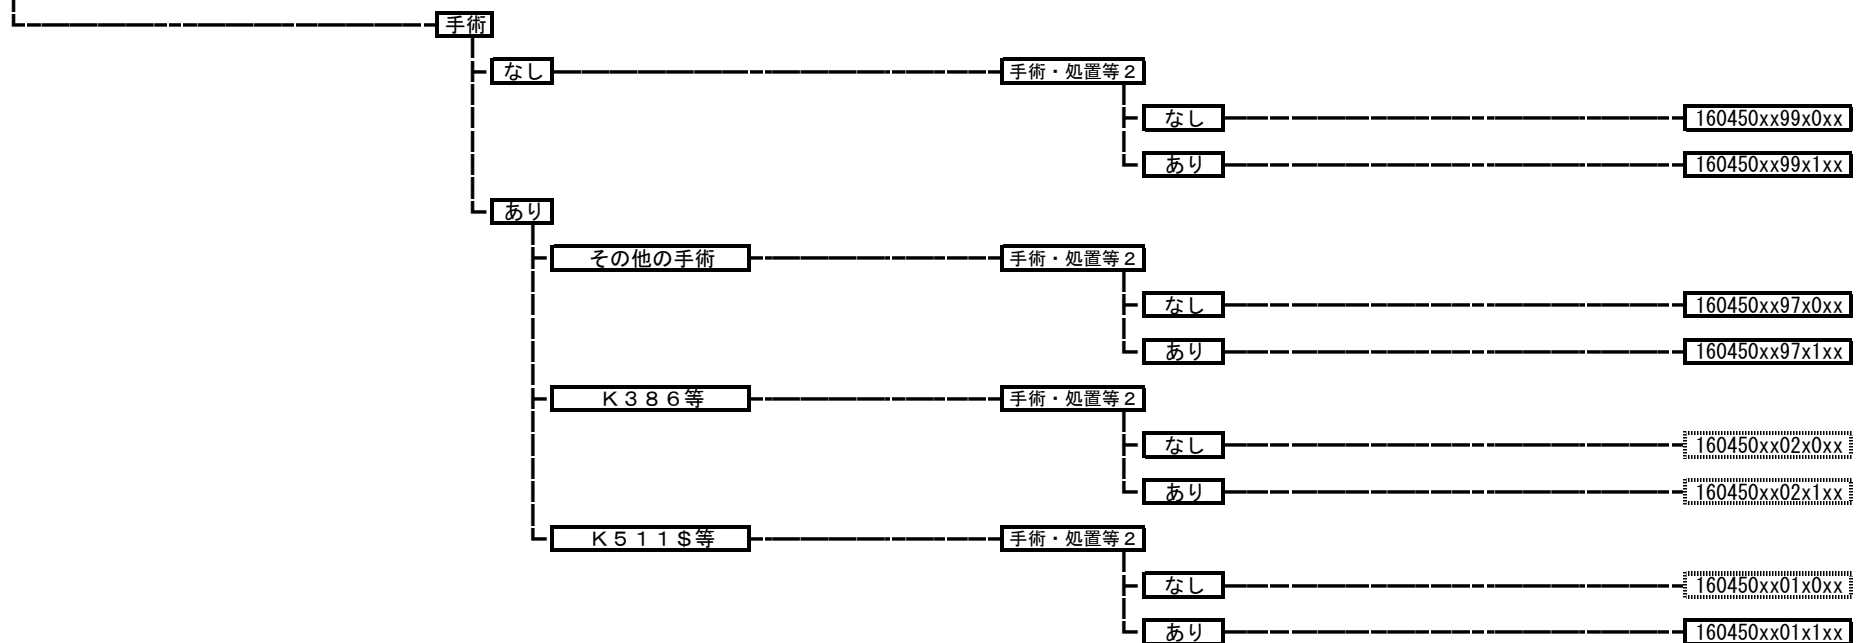 手術
なし 手術・処置等２
なし 160450xx99x0xx
あり 160450xx99x1xx
あり
その他の手術 手術・処置等２
なし 160450xx97x0xx
あり 160450xx97x1xx
Ｋ３８６等 手術・処置等２
なし 160450xx02x0xx
あり 160450xx02x1xx
Ｋ５１１＄等 手術・処置等２
なし 160450xx01x0xx
あり 160450xx01x1xx